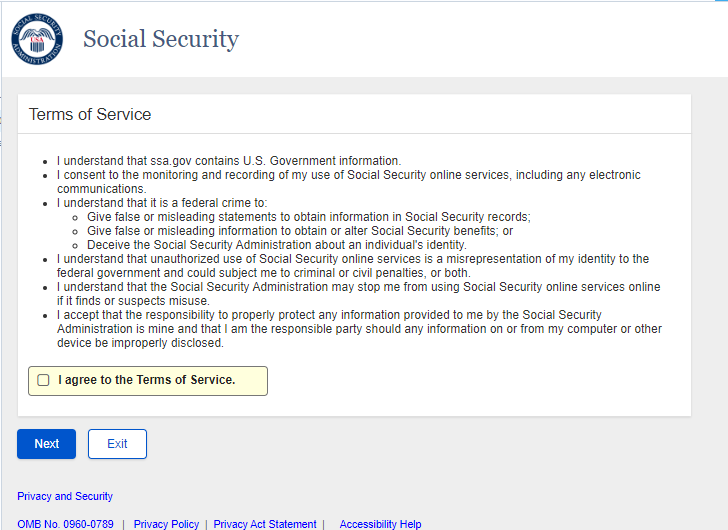 SOCIAL SECURITY ADMINISTRATION
USA
Social Security
Terms of Service
I understand that ssa.gov contains U.S. Government information.
I consent to the monitoring and recording of my use of Social Security online services, including any electronic
communications.
I understand that it is a federal crime to:
Give false or misleading statements to obtain information in Social Security records;
Give false or misleading information to obtain or alter Social Security benefits; or
Deceive the Social Security Administration about an individual's identity.
I understand that unauthorized use of Social Security online services is a misrepresentation of my identity to the
federal government and could subject me to criminal or civil penalties, or both.
I understand that the Social Security Administration may stop me from using Social Security online services online
if it finds or suspects misuse.
I accept that the responsibility to properly protect any information provided to me by the Social Security
Administration is mine and that I am the responsible party should any information on or from my computer or other
device be improperly disclosed.
I agree to the Terms of Service.
Next Exit
Privacy and Security
OMB No. 0960-0789 | Privacy Policy | Privacy Act Statement | Accessibility Help